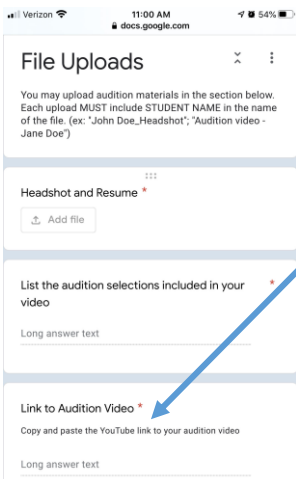 Verizon 11:00 AM 54%
docs.google.com
File Uploads
You may upload audition materials in the section below.
Each upload MUST include STUDENT NAME in the name
of the file. (ex: "John Doe_Headshot"; "Audition video -
Jane Doe")
Headshot and Resume *
Add file
List the audition selections included in your *
video
Long answer text
Link to Audition Video *
Copy and paste the YouTube link to your audition video
Long answer text